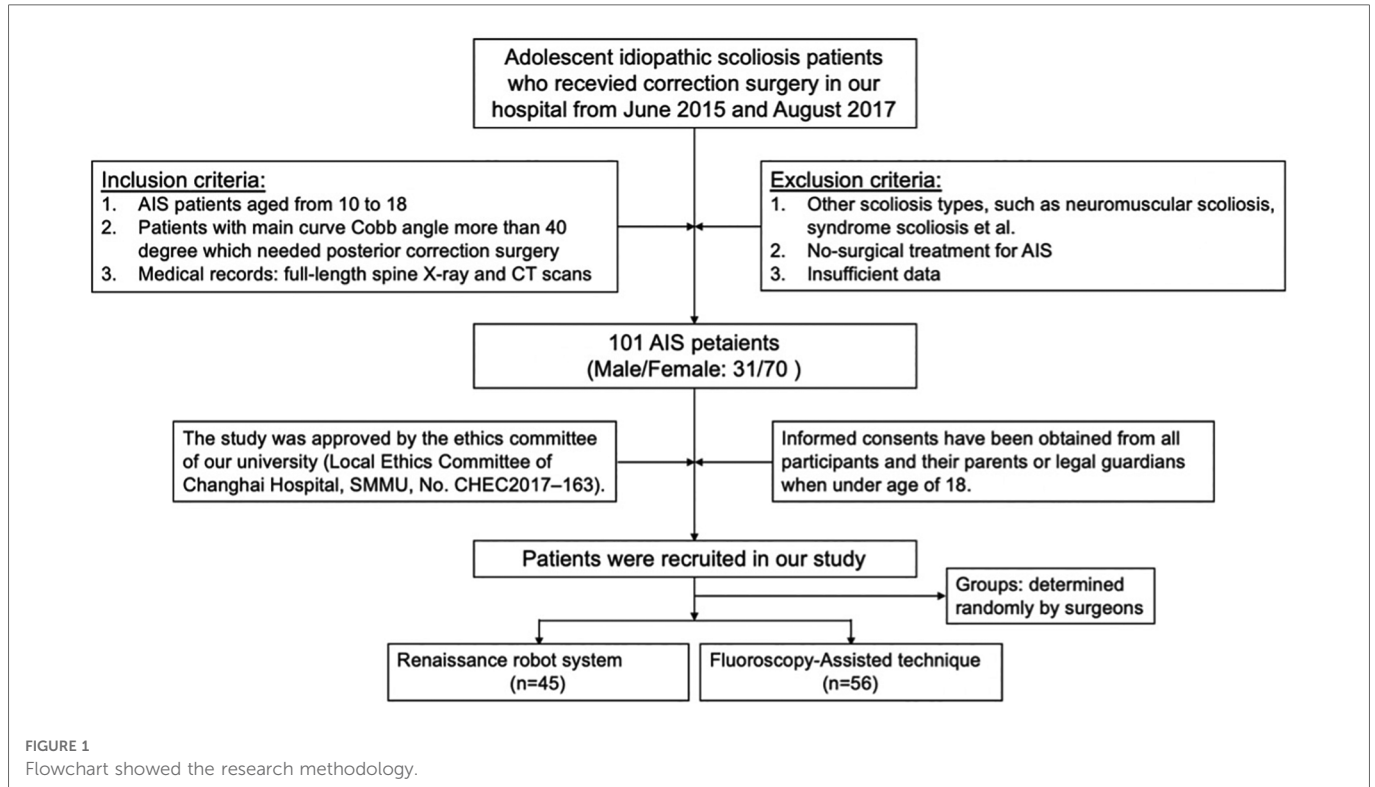 Adolescent idiopathic scoliosis patients
who recevied correction surgery in our
hospital from June 2015 and August 2017
Inclusion criteria:
1. AIS patients aged from 10 to 18
2. Patients with main curve Cobb angle more than 40
degree which needed posterior correction surgery
3. Medical records: full-length spine X-ray and CT scans
Exclusion criteria:
1. Other scoliosis types, such as neuromuscular scoliosis,
syndrome scoliosis et al.
2. No-surgical treatment for AIS
3. Insufficient data
101 AIS petaients
(Male/Female: 31/70 )
The study was approved by the ethics committee
of our university (Local Ethics Committee of
Changhai Hospital, SMMU, No. CHEC2017–163).
Informed consents have been obtained from all
participants and their parents or legal guardians
when under age of 18.
Patients were recruited in our study
Groups: determined
randomly by surgeons
Renaissance robot system
(n=45)
Fluoroscopy-Assisted technique
(n=56)
FIGURE 1
Flowchart showed the research methodology.